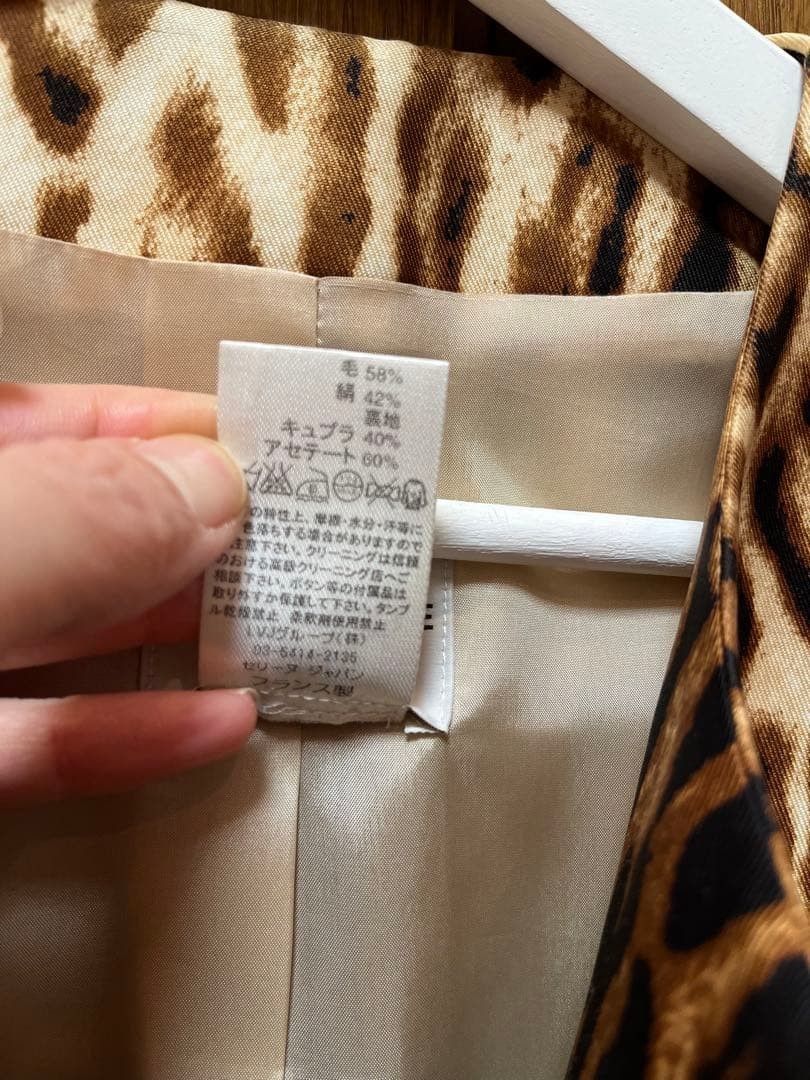 毛 58%
絹 42%
裏地
キュプラ 40%
アセテート 60%
の特性上、摩擦・水分・汗等に
色落ちする場合がありますので
注意下さい。クリーニングは信頼
のおける高級クリーニング店へご
相談下さい。ボタン等の付属品は
取り外すか保護して下さい。タンブ
ル乾燥禁止 柔軟剤使用禁止
LVJグループ(株)
03-5414-2135
セリーヌ ジャパン
フランス製
E